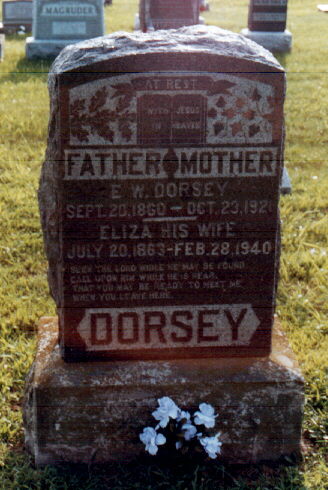 MAGRUDER
AT REST
WITH JESUS
IN HEAVEN
FATHER MOTHER
E. W. DORSEY
SEPT. 20, 1860 — OCT. 23, 1921
ELIZA HIS WIFE
JULY 20, 1863 - FEB. 28, 1940
SEEK THE LORD WHILE HE MAY BE FOUND
CALL UPON HIM WHILE HE IS NEAR,
THAT YOU MAY BE READY TO MEET ME
WHEN YOU LEAVE HERE.
DORSEY